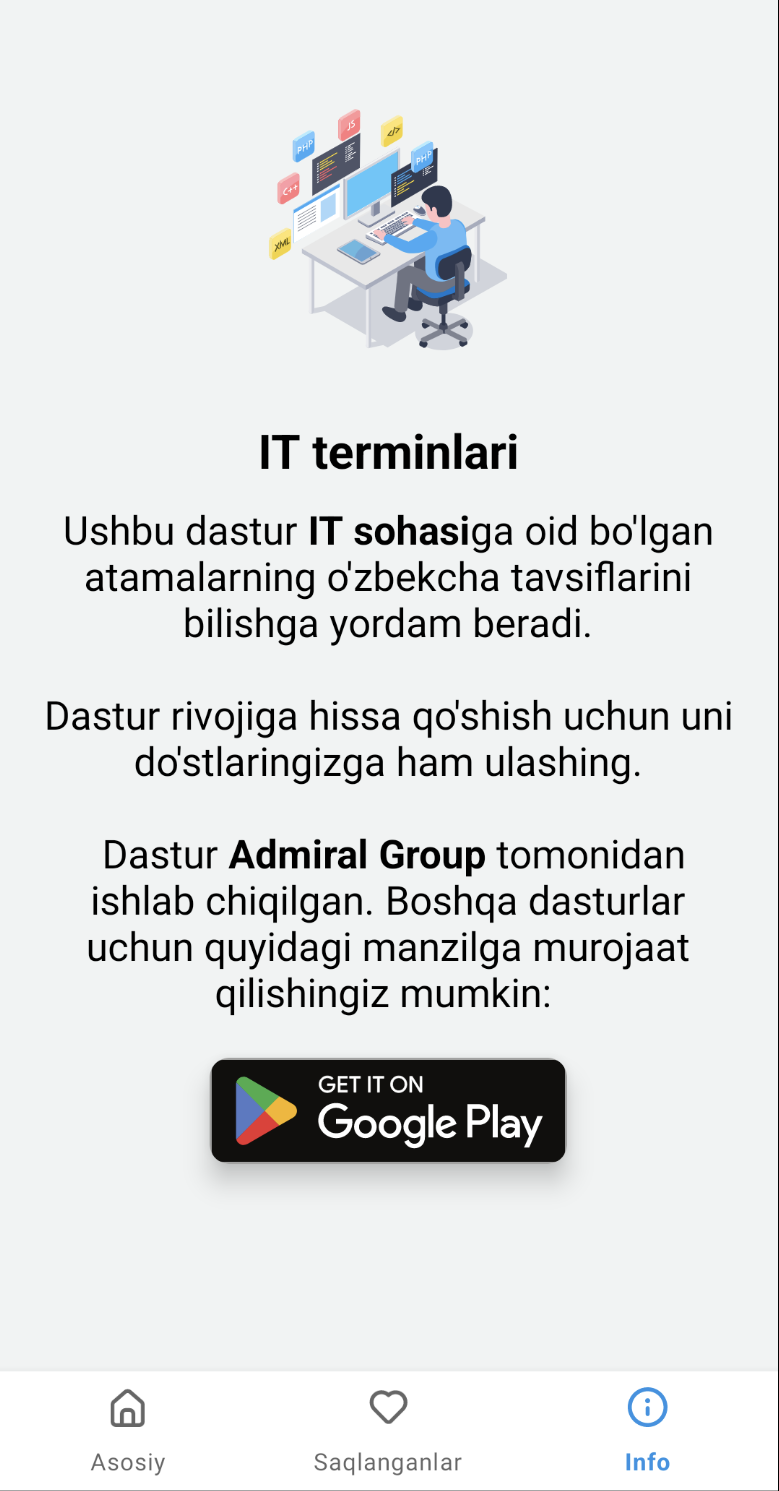 JS
</>
PHP
PHP
C++
XML
IT terminlari
Ushbu dastur IT sohasiga oid bo'lgan
atamalarning o'zbekcha tavsiflarini
bilishga yordam beradi.
Dastur rivojiga hissa qo'shish uchun uni
do'stlaringizga ham ulashing.
Dastur Admiral Group tomonidan
ishlab chiqilgan. Boshqa dasturlar
uchun quyidagi manzilga murojaat
qilishingiz mumkin:
GET IT ON
Google Play
Asosiy
Saqlanganlar
Info